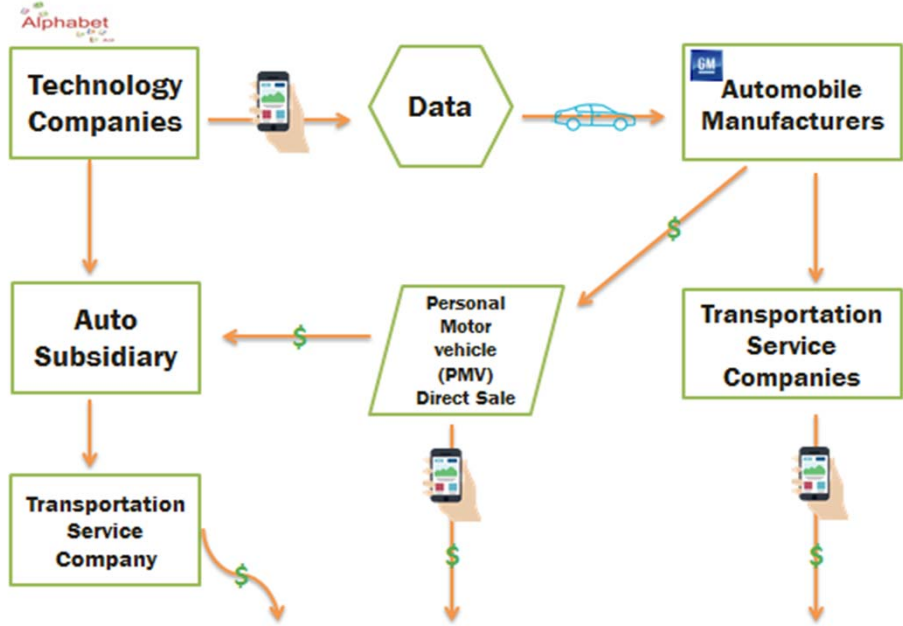 Alphabet
Technology
Companies
Data
GM
Automobile
Manufacturers
$
Auto
Subsidiary
$
Personal
Motor
vehicle
(PMV)
Direct Sale
Transportation
Service
Companies
Transportation
Service
Company
$
$
$